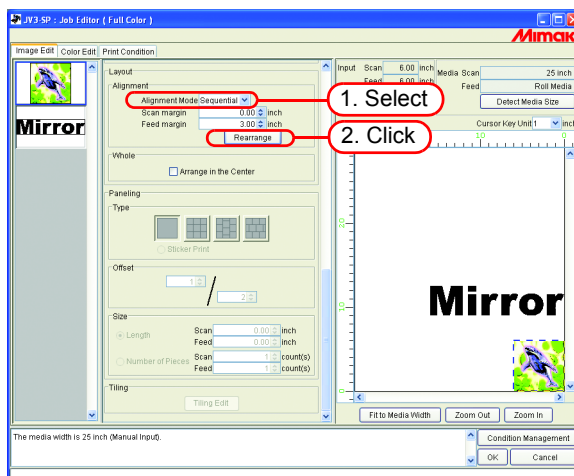 JV3-SP : Job Editor ( Full Color )
Mimaki
Image Edit Color Edit Print Condition
Mirror
Layout
Alignment
Alignment Mode Sequential
Scan margin 0.00 inch
Feed margin 3.00 inch
Rearrange
1. Select
2. Click
Whole
Arrange in the Center
Paneling
Type
Sticker Print
Offset
1 / 2
Size
Length
Scan 0.00 inch
Feed 0.00 inch
Number of Pieces
Scan 1 count(s)
Feed 1 count(s)
Tiling
Tiling Edit
Input Scan 6.00 inch
Feed 6.00 inch
Media Scan 25 inch
Feed Roll Media
Detect Media Size
Cursor Key Unit 1 inc
10 0
20
10
0
Mirror
Fit to Media Width Zoom Out Zoom In
The media width is 25 inch (Manual Input).
Condition Management
OK Cancel